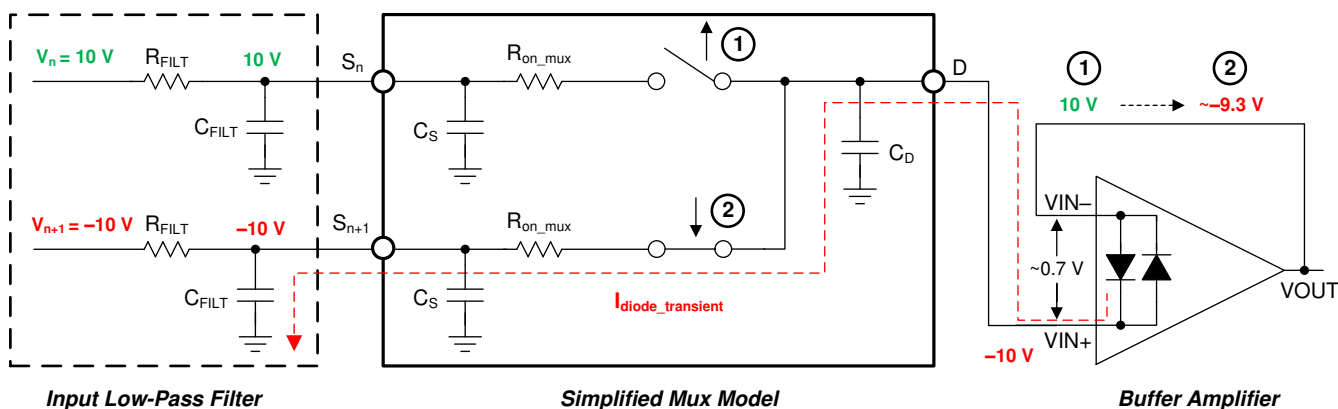 Vn = 10 V
RFILT
10 V
Sn
Ron_mux
1
D
CFILT
CS
CD
1
2
10 V
~–9.3 V
Vn+1 = –10 V
RFILT
–10 V
Sn+1
Ron_mux
2
VIN–
~0.7 V
VOUT
CFILT
CS
Idiode_transient
VIN+
–10 V
Input Low-Pass Filter
Simplified Mux Model
Buffer Amplifier